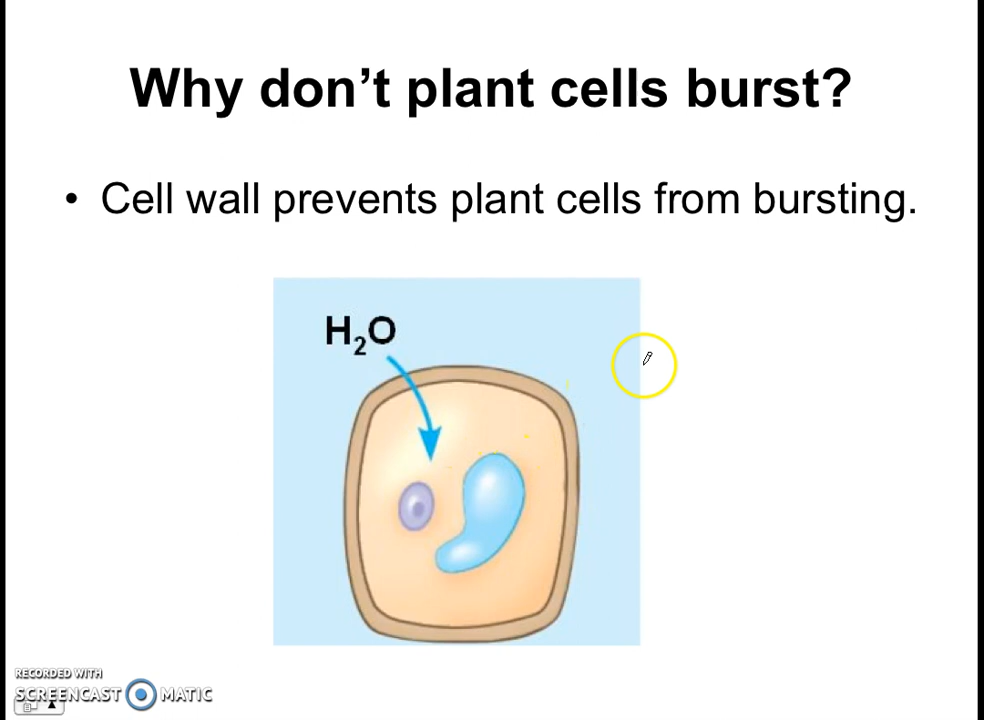 Why don’t plant cells burst?
• Cell wall prevents plant cells from bursting.
H₂O
RECORDED WITH
SCREENCAST MATIC